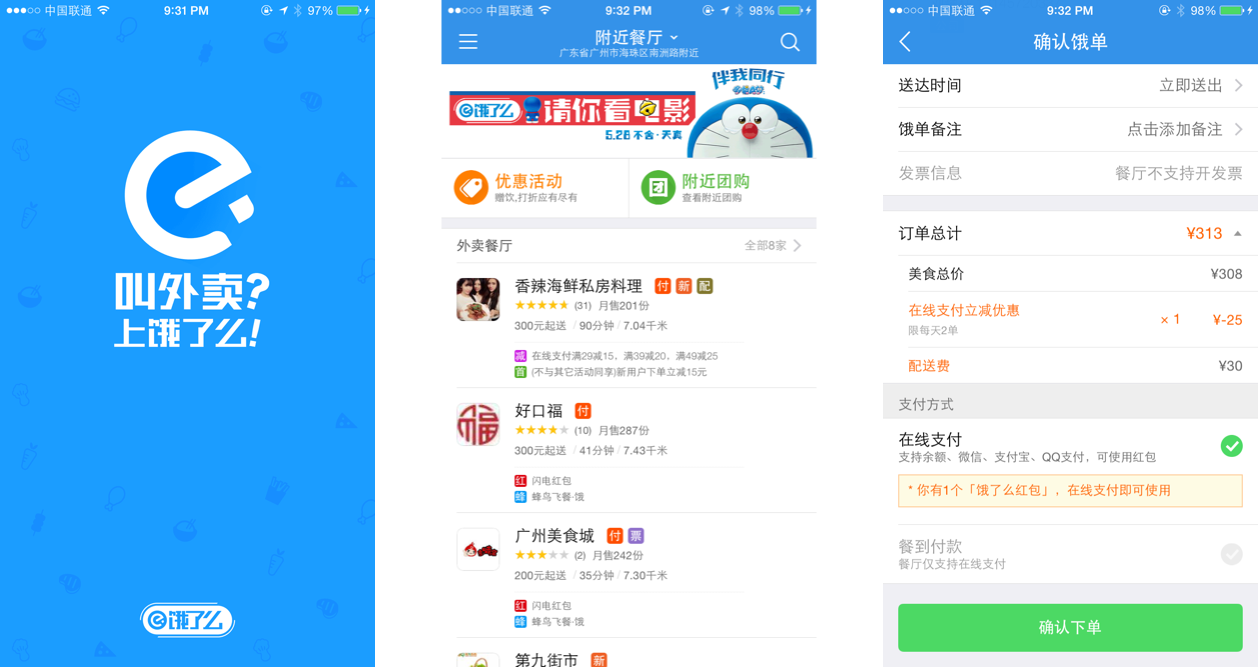 中国联通
9:31 PM
97%
叫外卖?
上饿了么!
饿了么
中国联通
9:32 PM
98%
附近餐厅
广东省广州市海珠区南洲路附近
伴我同行
饿了么 请你看电影
5.28 不舍·天真
优惠活动
赠饮,打折应有尽有
团
附近团购
查看附近团购
外卖餐厅
全部8家
香辣海鲜私房料理 付 新 配
(31) 月售201份
300元起送 / 90分钟 / 7.04千米
减 在线支付满29减15，满39减20，满49减25
首 (不与其它活动同享)新用户下单立减15元
福
好口福 付
(10) 月售287份
300元起送 / 41分钟 / 7.43千米
红 闪电红包
蜂 蜂鸟飞餐·饿
广州美食城 付 票
(2) 月售242份
200元起送 / 35分钟 / 7.30千米
红 闪电红包
蜂 蜂鸟飞餐·饿
第九街市 新
中国联通
9:32 PM
98%
确认饿单
送达时间 立即送出
饿单备注 点击添加备注
发票信息 餐厅不支持开发票
订单总计 ¥313
美食总价 ¥308
在线支付立减优惠 × 1 ¥-25
限每天2单
配送费 ¥30
支付方式
在线支付
支持余额、微信、支付宝、QQ支付，可使用红包
* 你有1个「饿了么红包」，在线支付即可使用
餐到付款
餐厅仅支持在线支付
确认下单